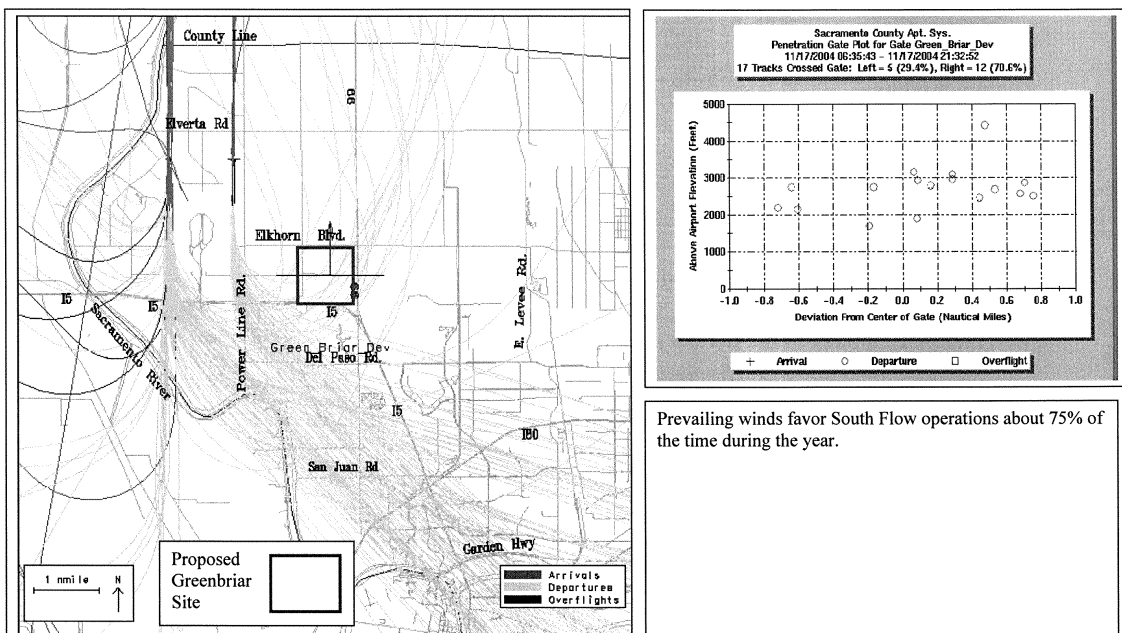 County Line
99
Elverta Rd
Elkhorn Blvd.
99
I5
I5
I5
Sacramento River
Power Line Rd.
E. Levee Rd.
Green Briar Dev
Del Paso Rd.
I5
I80
San Juan Rd
Garden Hwy
1 nmile N
Proposed
Greenbriar
Site
Arrivals
Departures
Overflights
Sacramento County Apt. Sys.
Penetration Gate Plot for Gate Green_Briar_Dev
11/17/2004 06:35:43 - 11/17/2004 21:32:52
17 Tracks Crossed Gate: Left = 5 (29.4%), Right = 12 (70.6%)
Above Airport Elevation (Feet)
5000
4000
3000
2000
1000
0
-1.0 -0.8 -0.6 -0.4 -0.2 0.0 0.2 0.4 0.6 0.8 1.0
Deviation From Center of Gate (Nautical Miles)
+ Arrival Departure Overflight
Prevailing winds favor South Flow operations about 75% of
the time during the year.